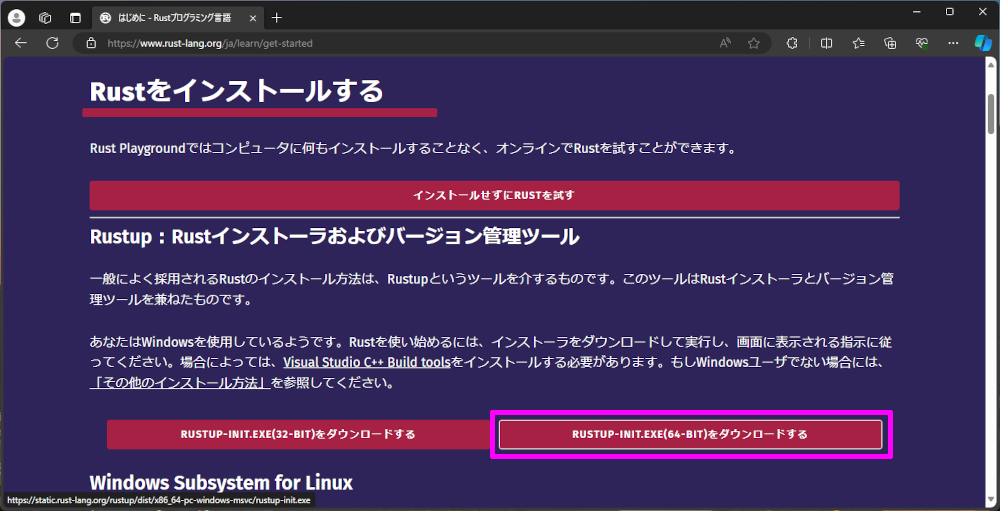 はじめに - Rustプログラミング言語
https://www.rust-lang.org/ja/learn/get-started
Rustをインストールする
Rust Playgroundではコンピュータに何もインストールすることなく、オンラインでRustを試すことができます。
インストールせずにRUSTを試す
Rustup：Rustインストーラおよびバージョン管理ツール
一般によく採用されるRustのインストール方法は、Rustupというツールを介するものです。このツールはRustインストーラとバージョン管
理ツールを兼ねたものです。
あなたはWindowsを使用しているようです。Rustを使い始めるには、インストーラをダウンロードして実行し、画面に表示される指示に従
ってください。場合によっては、Visual Studio C++ Build toolsをインストールする必要があります。もしWindowsユーザでない場合には、
「その他のインストール方法」を参照してください。
RUSTUP-INIT.EXE(32-BIT)をダウンロードする
RUSTUP-INIT.EXE(64-BIT)をダウンロードする
Windows Subsystem for Linux
https://static.rust-lang.org/rustup/dist/x86_64-pc-windows-msvc/rustup-init.exe